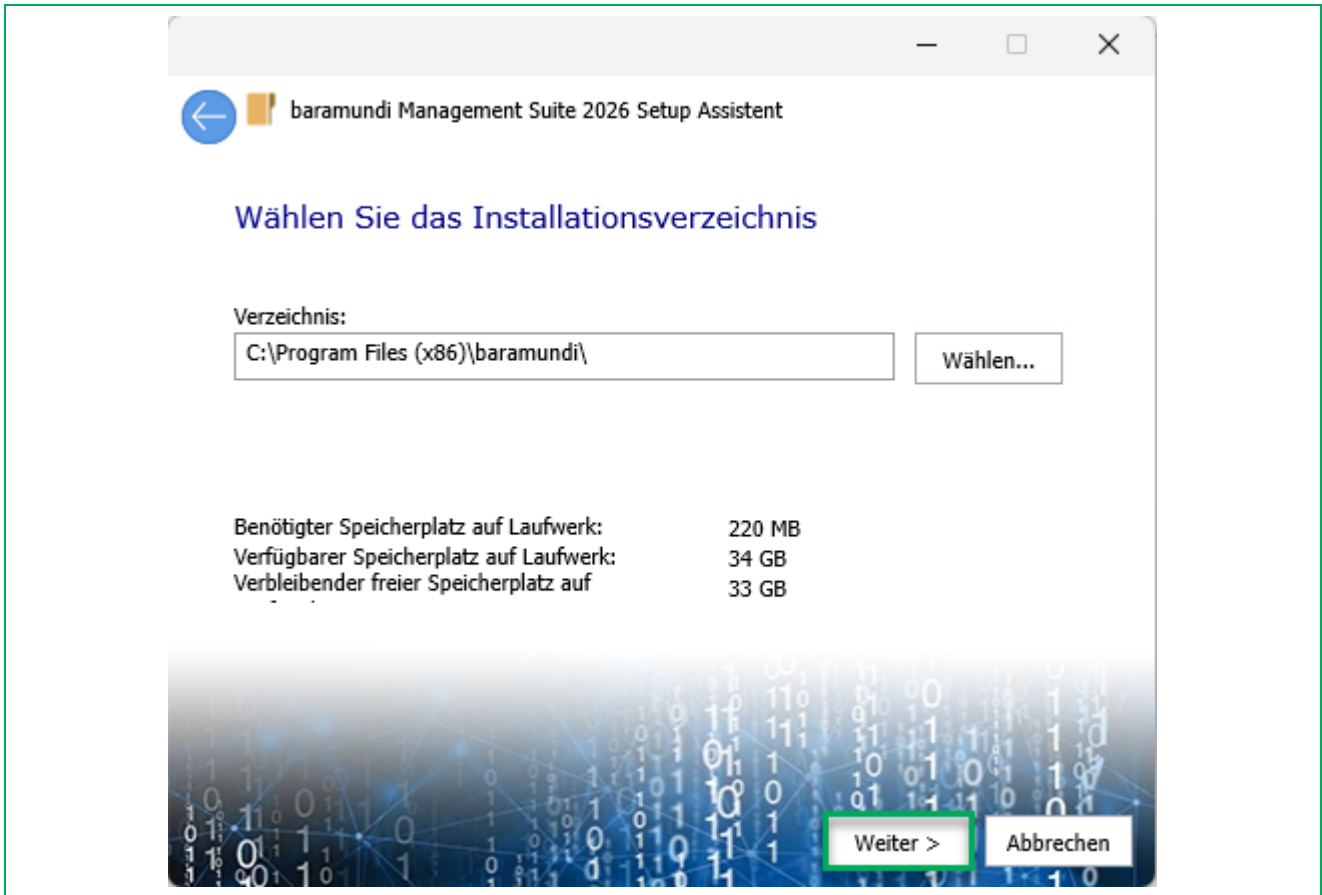 baramundi Management Suite 2026 Setup Assistent
Wählen Sie das Installationsverzeichnis
Verzeichnis:
C:\Program Files (x86)\baramundi\
Wählen...
Benötigter Speicherplatz auf Laufwerk: 220 MB
Verfügbarer Speicherplatz auf Laufwerk: 34 GB
Verbleibender freier Speicherplatz auf 33 GB
Weiter >
Abbrechen